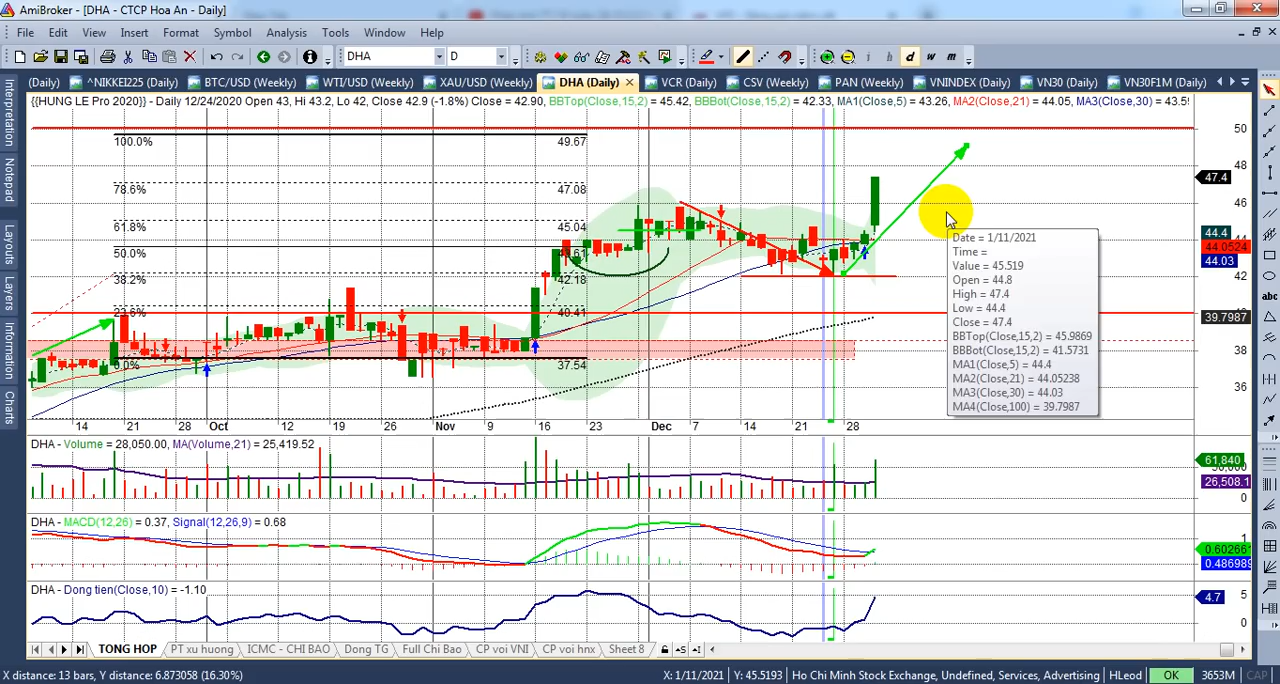 AmiBroker - [DHA - CTCP Hoa An - Daily]
File Edit View Insert Format Symbol Analysis Tools Window Help
DHA D i h d w m
(Daily) ^NIKKEI225 (Daily) BTC/USD (Weekly) WTI/USD (Weekly) XAU/USD (Weekly) DHA (Daily) VCR (Daily) CSV (Weekly) PAN (Weekly) VNINDEX (Daily) VN30 (Daily) VN30F1M (Daily)
{{HUNG LE Pro 2020}} - Daily 12/24/2020 Open 43, Hi 43.2, Lo 42, Close 42.9 (-1.8%) Close = 42.90, BBTop(Close,15,2) = 45.42, BBBot(Close,15,2) = 42.33, MA1(Close,5) = 43.26, MA2(Close,21) = 44.05, MA3(Close,30) = 43.5
Interpretation
Notepad
Layouts
Layers
Information
Charts
abc
100.0% 49.67
78.6% 47.08
61.8% 45.04
50.0%
38.2% 42.18
23.6% 40.41
0.0% 37.54
50
48
47.4
46
44.4
44.0524
44.03
42
39.7987
38
36
Date = 1/11/2021
Time =
Value = 45.519
Open = 44.8
High = 47.4
Low = 44.4
Close = 47.4
BBTop(Close,15,2) = 45.9869
BBBot(Close,15,2) = 41.5731
MA1(Close,5) = 44.4
MA2(Close,21) = 44.05238
MA3(Close,30) = 44.03
MA4(Close,100) = 39.7987
14 21 28 Oct 12 19 26 Nov 9 16 23 Dec 7 14 21 28
DHA - Volume = 28,050.00, MA(Volume,21) = 25,419.52
61,840
26,508.1
0
DHA - MACD(12,26) = 0.37, Signal(12,26,9) = 0.68
1
0.602661
0.486989
DHA - Dong tien(Close,10) = -1.10
5
4.7
0
TONG HOP PT xu huong ICMC - CHI BAO Dong TG Full Chi Bao CP voi VNI CP voi hnx Sheet 8
X distance: 13 bars, Y distance: 6.873058 (16.30%) X: 1/11/2021 Y: 45.5193 Ho Chi Minh Stock Exchange, Undefined, Services, Advertising HLeod OK 3653M CAP